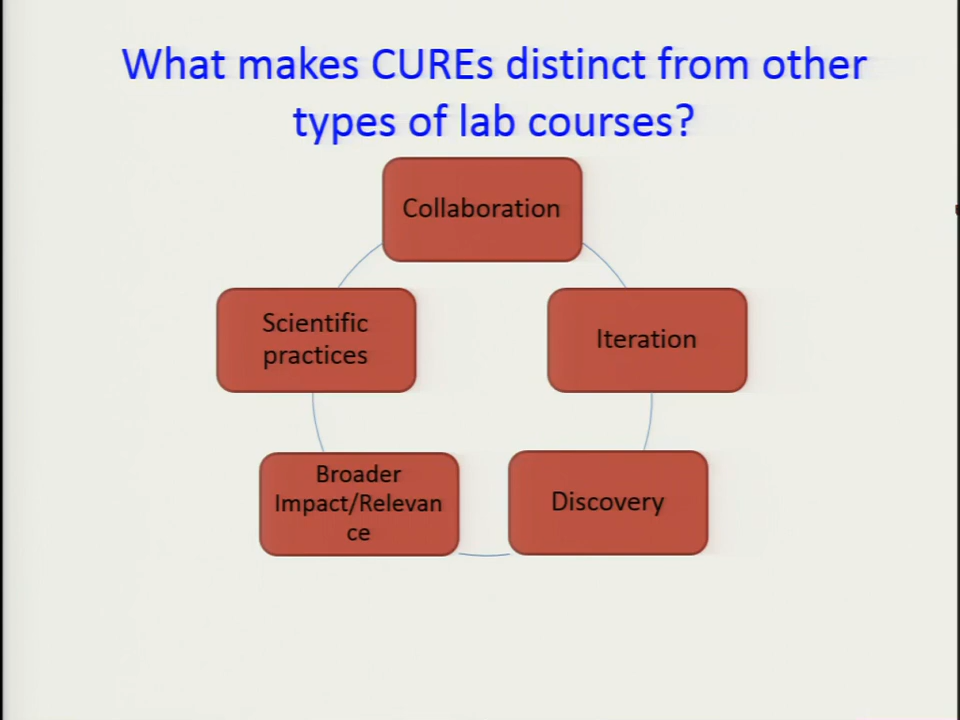 What makes CUREs distinct from other
types of lab courses?
Collaboration
Scientific
practices
Iteration
Broader
Impact/Relevan
ce
Discovery